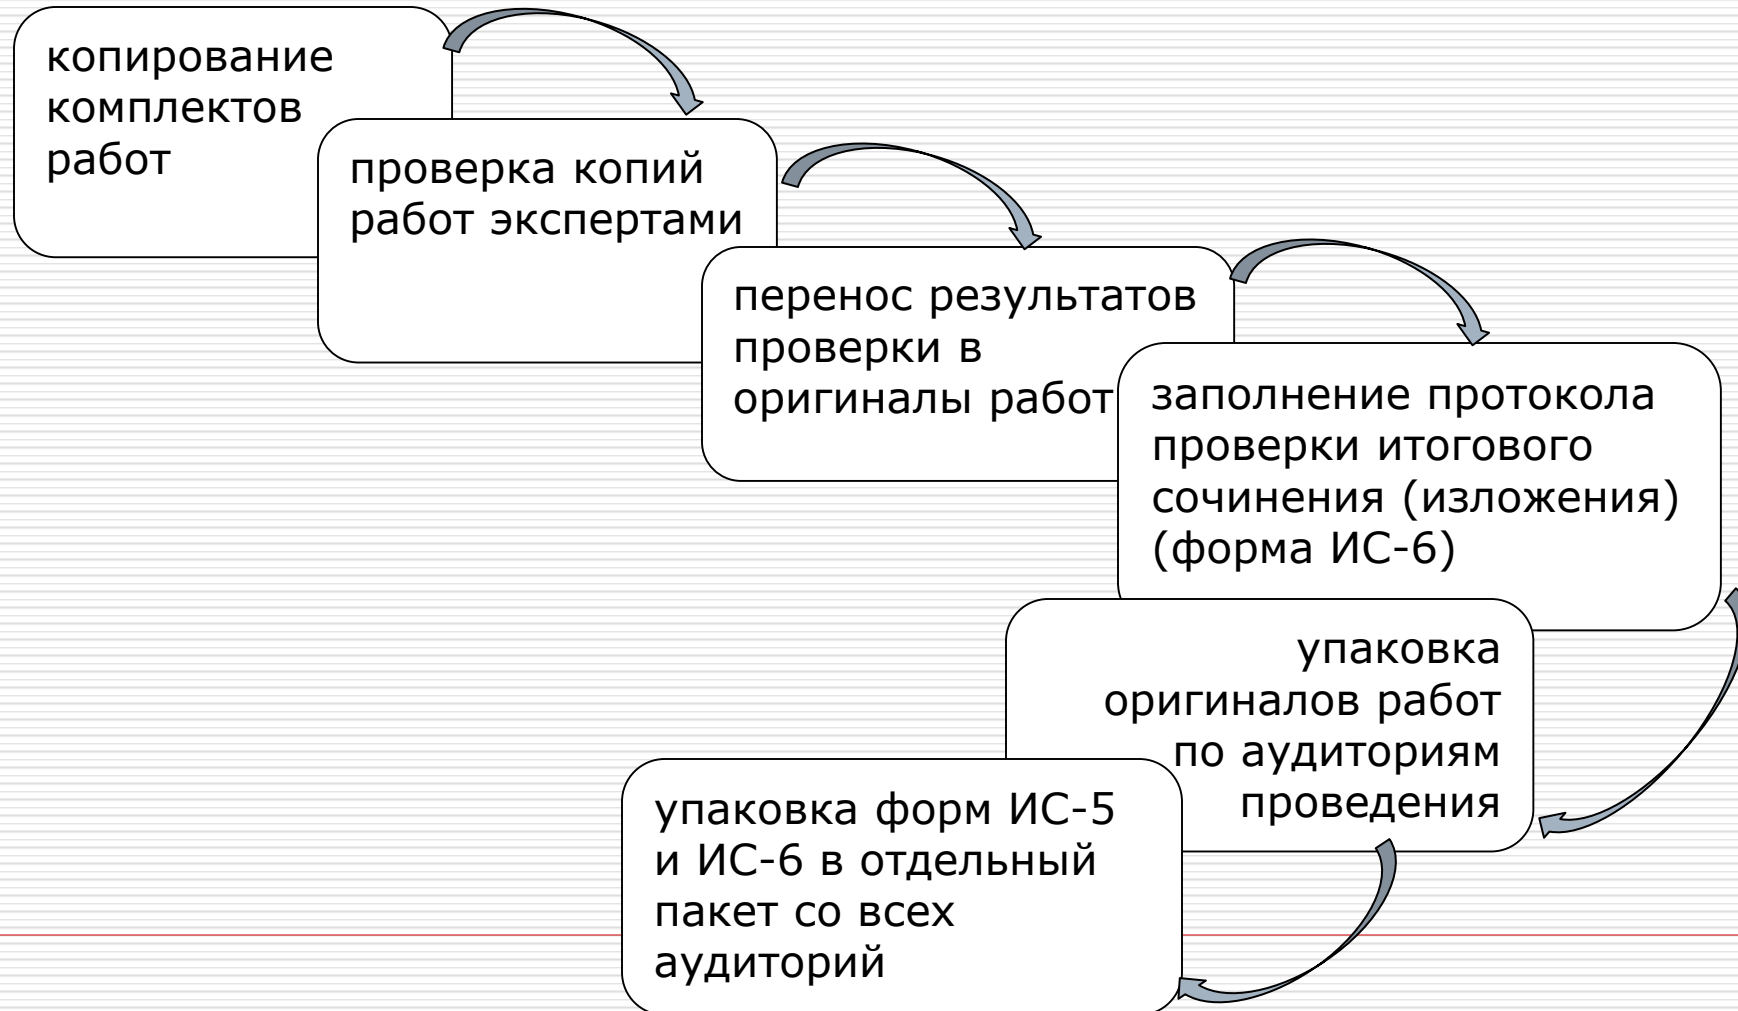 копирование
комплектов
работ
проверка копий
работ экспертами
перенос результатов
проверки в
оригиналы работ
заполнение протокола
проверки итогового
сочинения (изложения)
(форма ИС-6)
упаковка
оригиналов работ
по аудиториям
проведения
упаковка форм ИС-5
и ИС-6 в отдельный
пакет со всех
аудиторий